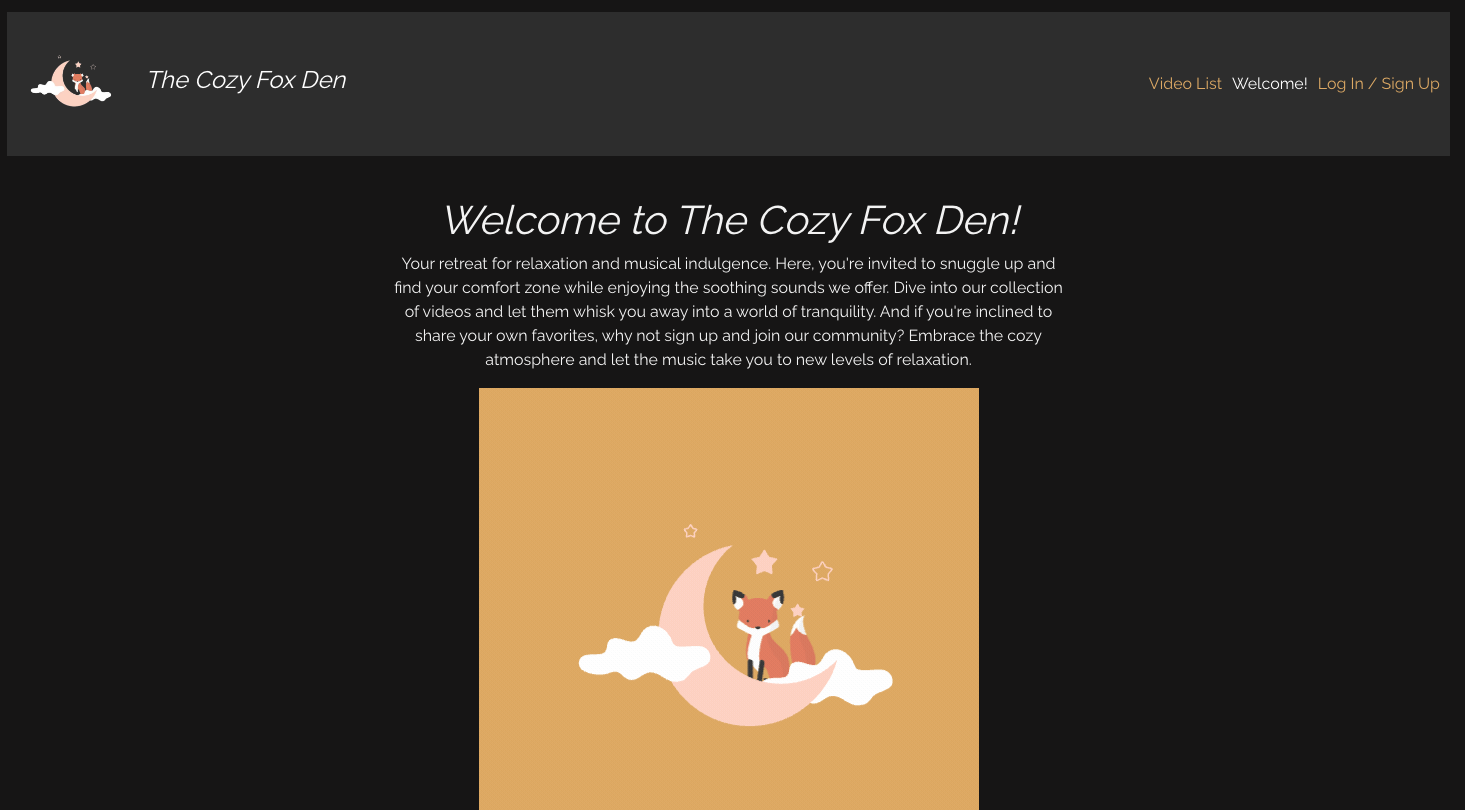 The Cozy Fox Den
Video List Welcome! Log In / Sign Up
Welcome to The Cozy Fox Den!
Your retreat for relaxation and musical indulgence. Here, you're invited to snuggle up and
find your comfort zone while enjoying the soothing sounds we offer. Dive into our collection
of videos and let them whisk you away into a world of tranquility. And if you're inclined to
share your own favorites, why not sign up and join our community? Embrace the cozy
atmosphere and let the music take you to new levels of relaxation.